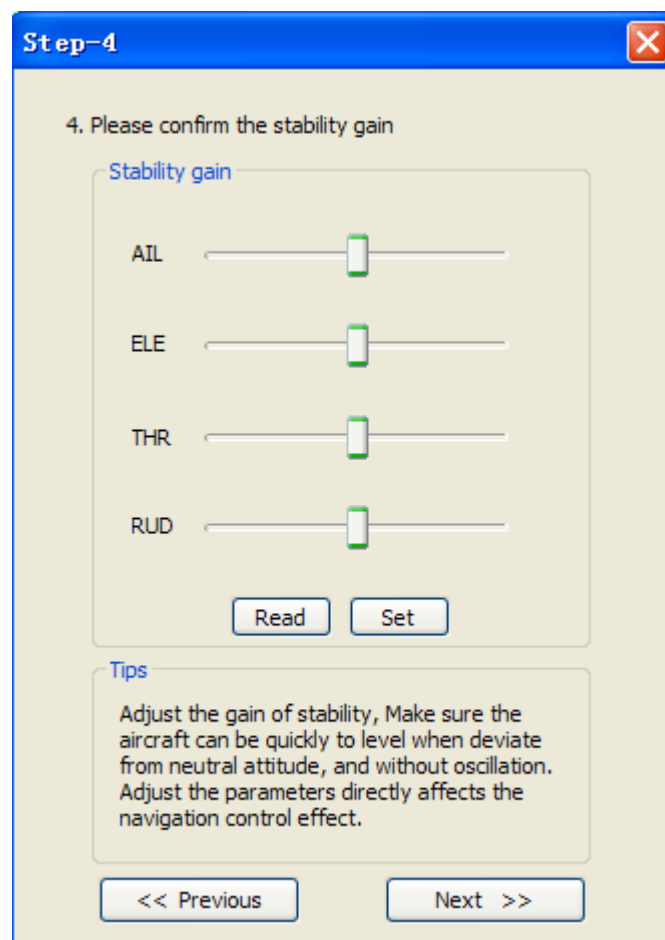 Step-4
4. Please confirm the stability gain
Stability gain
AIL
ELE
THR
RUD
Read Set
Tips
Adjust the gain of stability, Make sure the
aircraft can be quickly to level when deviate
from neutral attitude, and without oscillation.
Adjust the parameters directly affects the
navigation control effect.
<< Previous Next >>